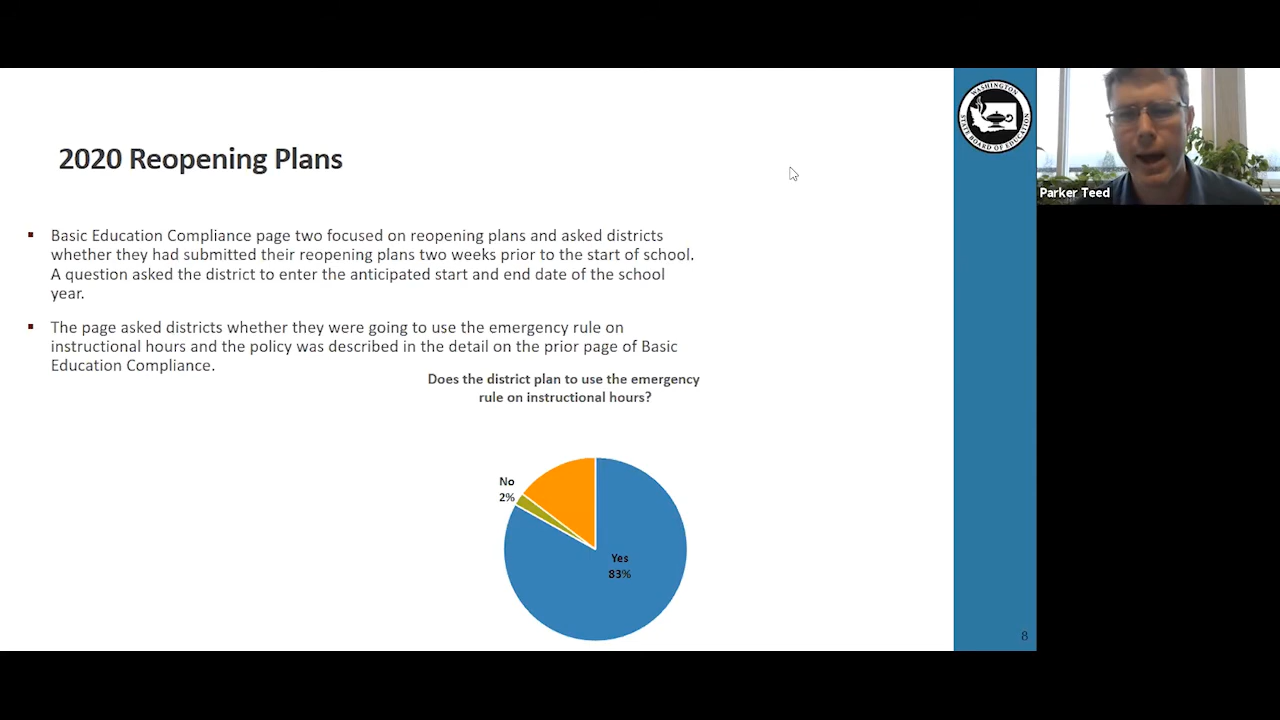 2020 Reopening Plans
Basic Education Compliance page two focused on reopening plans and asked districts
whether they had submitted their reopening plans two weeks prior to the start of school.
A question asked the district to enter the anticipated start and end date of the school
year.
The page asked districts whether they were going to use the emergency rule on
instructional hours and the policy was described in the detail on the prior page of Basic
Education Compliance.
Does the district plan to use the emergency
rule on instructional hours?
No
2%
Yes
83%
WASHINGTON
STATE BOARD OF EDUCATION
Parker Teed
8